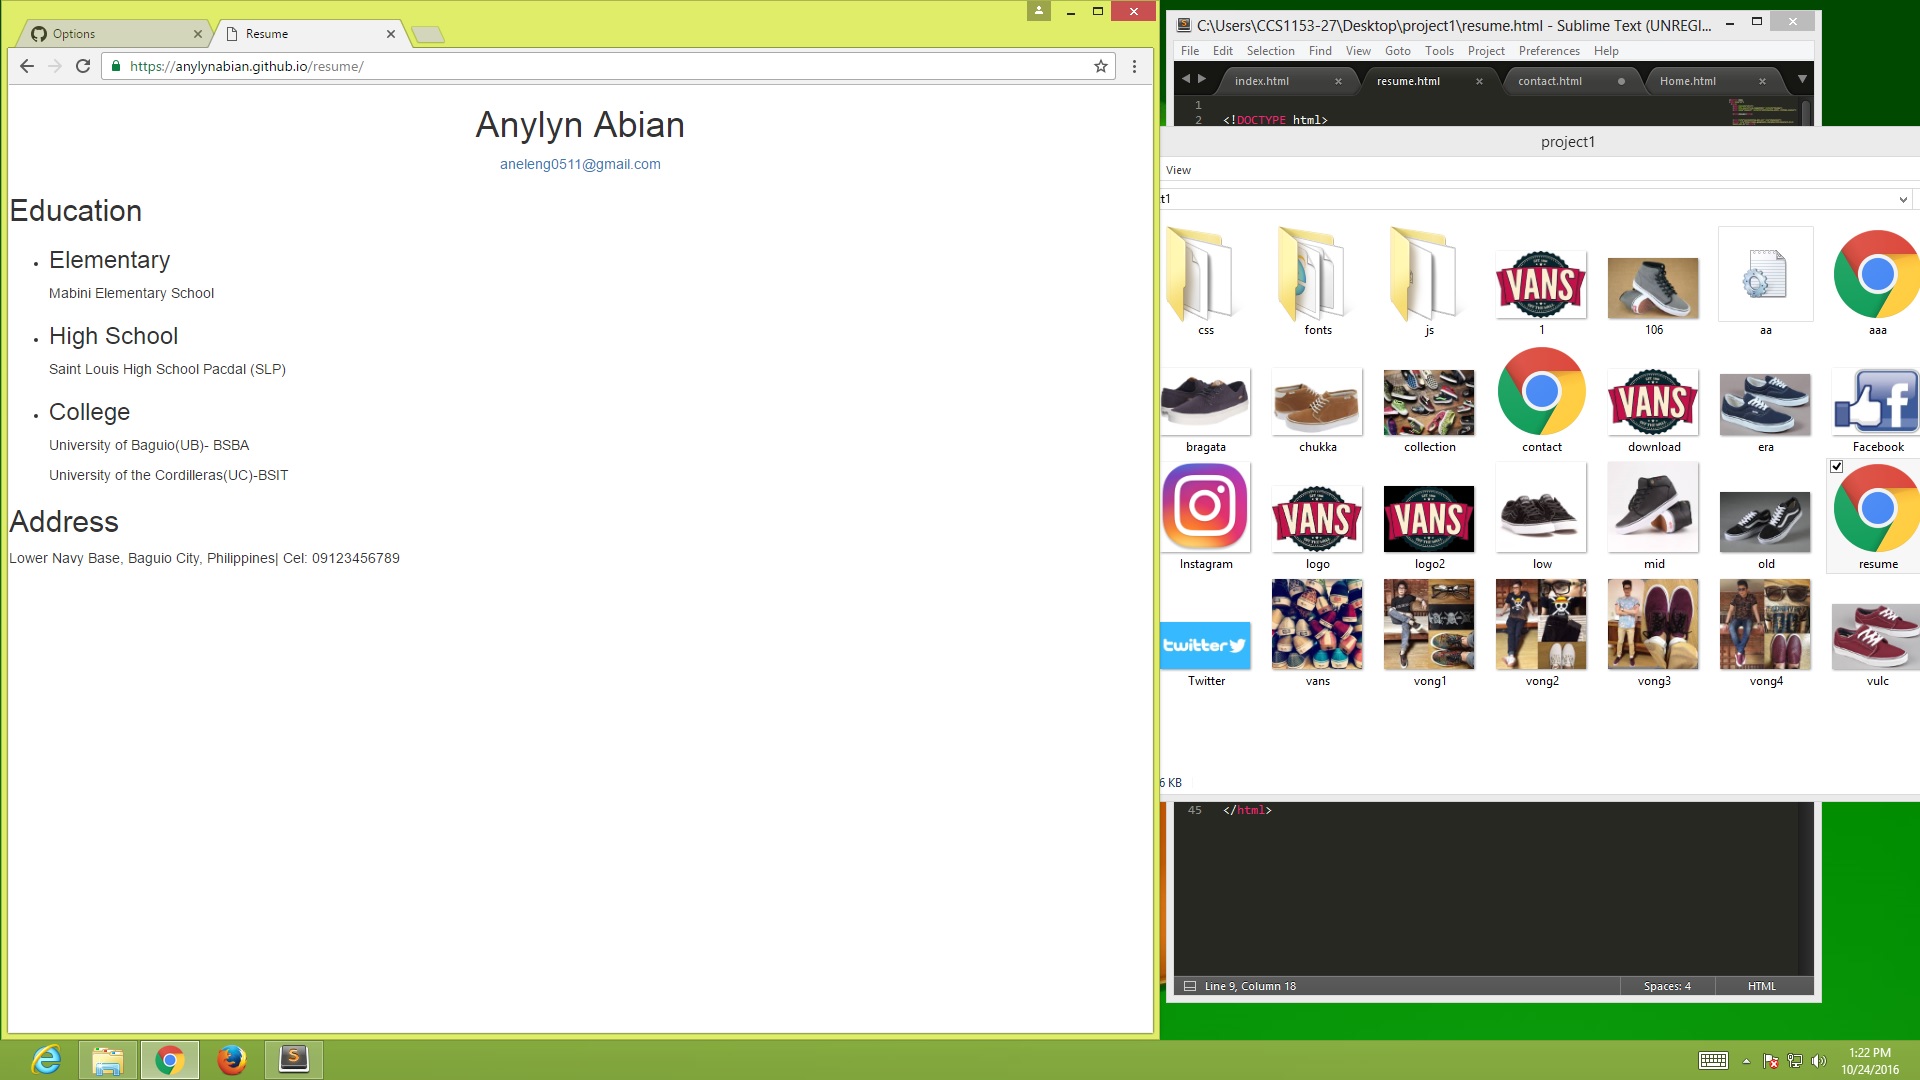 Options
Resume
https://anylynabian.github.io/resume/
Anylyn Abian
aneleng0511@gmail.com
Education
Elementary
Mabini Elementary School
High School
Saint Louis High School Pacdal (SLP)
College
University of Baguio(UB)- BSBA
University of the Cordilleras(UC)-BSIT
Address
Lower Navy Base, Baguio City, Philippines| Cel: 09123456789
C:\Users\CCS1153-27\Desktop\project1\resume.html - Sublime Text (UNREGI...
File Edit Selection Find View Goto Tools Project Preferences Help
index.html resume.html contact.html Home.html
1
2 <!DOCTYPE html>
project1
View
t1
VANS
css fonts js 1 106 aa aaa
VANS
bragata chukka collection contact download era Facebook
VANS VANS
Instagram logo logo2 low mid old resume
twitter
Twitter vans vong1 vong2 vong3 vong4 vulc
6 KB
45 </html>
Line 9, Column 18 Spaces: 4 HTML
1:22 PM
10/24/2016